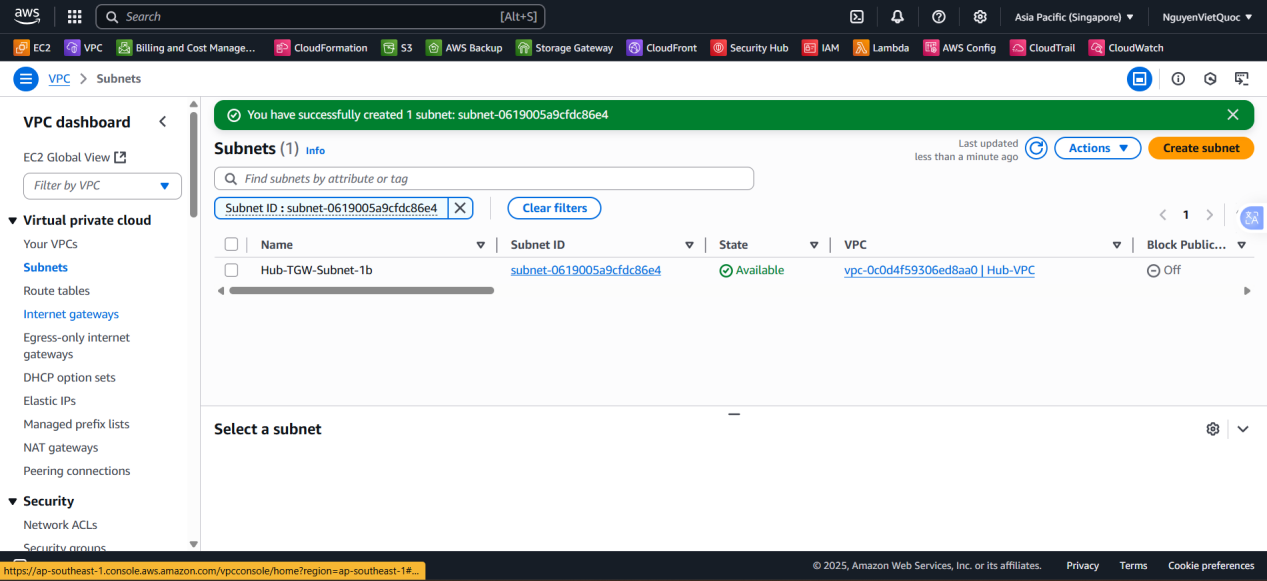 aws
Search [Alt+S]
Asia Pacific (Singapore) NguyenVietQuoc
EC2 VPC Billing and Cost Manage... CloudFormation S3 AWS Backup Storage Gateway CloudFront Security Hub IAM Lambda AWS Config CloudTrail CloudWatch
VPC Subnets
VPC dashboard
EC2 Global View
Filter by VPC
Virtual private cloud
Your VPCs
Subnets
Route tables
Internet gateways
Egress-only internet
gateways
DHCP option sets
Elastic IPs
Managed prefix lists
NAT gateways
Peering connections
Security
Network ACLs
Security groups
You have successfully created 1 subnet: subnet-0619005a9cfdc86e4
Subnets (1) Info
Last updated
less than a minute ago
Actions
Create subnet
Find subnets by attribute or tag
Subnet ID : subnet-0619005a9cfdc86e4
Clear filters
1
Name Subnet ID State VPC Block Public...
Hub-TGW-Subnet-1b subnet-0619005a9cfdc86e4 Available vpc-0c0d4f59306ed8aa0 | Hub-VPC Off
Select a subnet
https://ap-southeast-1.console.aws.amazon.com/vpcconsole/home?region=ap-southeast-1#...
© 2025, Amazon Web Services, Inc. or its affiliates. Privacy Terms Cookie preferences